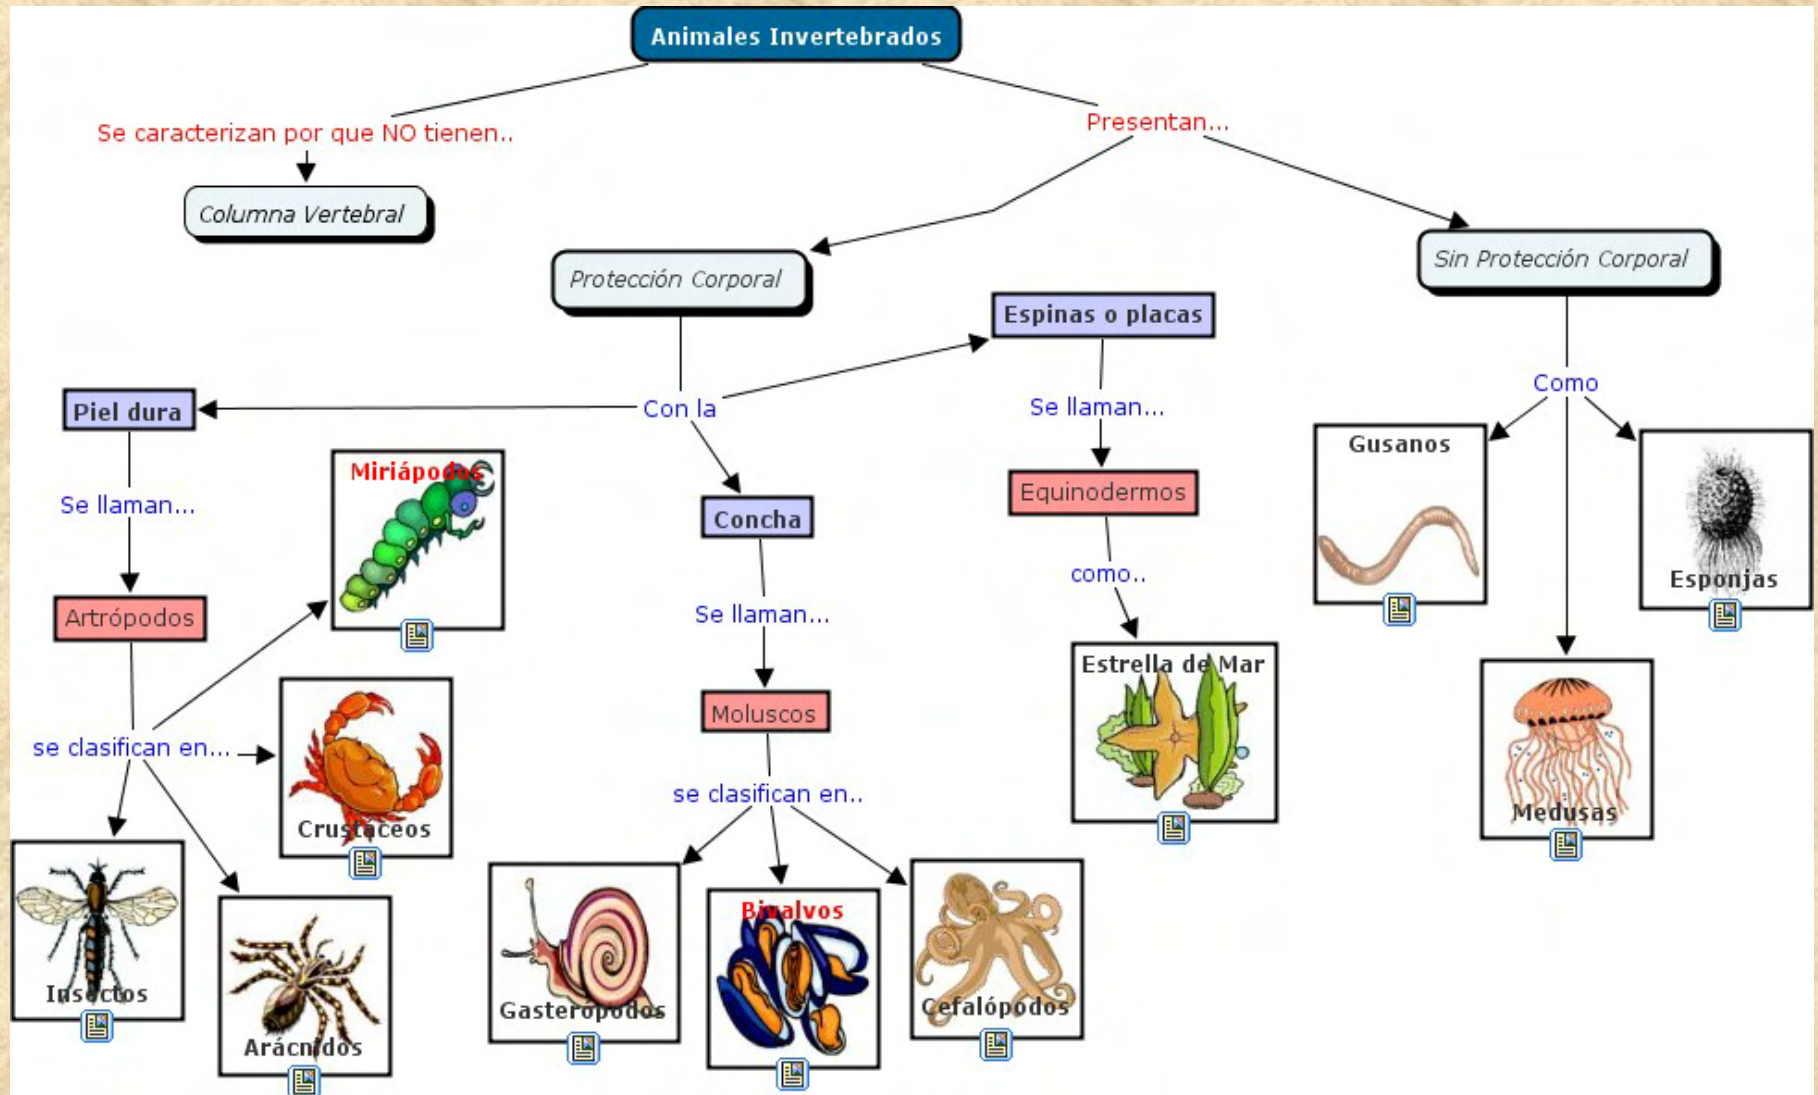 Animales Invertebrados
Se caracterizan por que NO tienen..
Columna Vertebral
Presentan...
Protección Corporal
Sin Protección Corporal
Con la
Piel dura
Se llaman...
Artrópodos
se clasifican en...
Miriápodos
Crustaceos
Insectos
Arácnidos
Concha
Se llaman...
Moluscos
se clasifican en..
Gasterópodos
Bivalvos
Cefalópodos
Espinas o placas
Se llaman...
Equinodermos
como..
Estrella de Mar
Como
Gusanos
Medusas
Esponjas